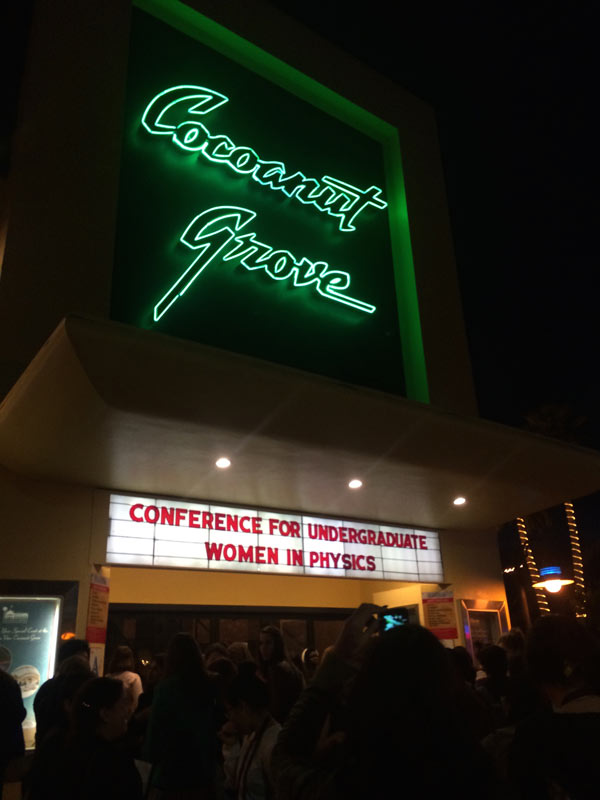 Cocoanut
Grove
CONFERENCE FOR UNDERGRADUATE
WOMEN IN PHYSICS